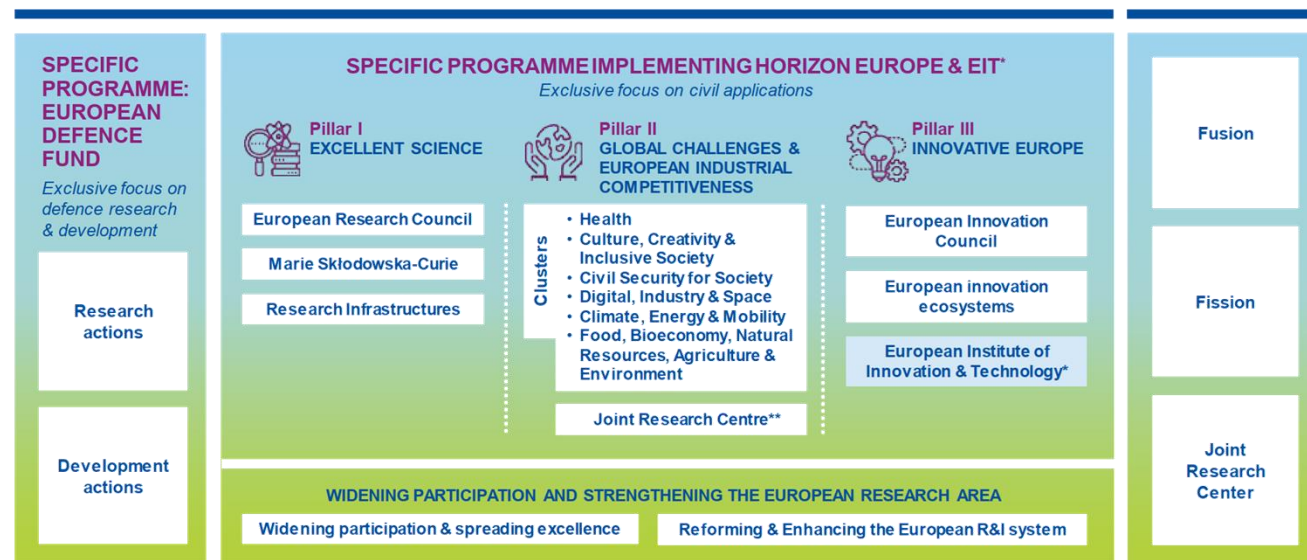 SPECIFIC
PROGRAMME:
EUROPEAN
DEFENCE
FUND
Exclusive focus on
defence research
& development
Research
actions
Development
actions
SPECIFIC PROGRAMME IMPLEMENTING HORIZON EUROPE & EIT*
Exclusive focus on civil applications
Pillar I
EXCELLENT SCIENCE
European Research Council
Marie Skłodowska-Curie
Research Infrastructures
Pillar II
GLOBAL CHALLENGES &
EUROPEAN INDUSTRIAL
COMPETITIVENESS
Clusters
• Health
• Culture, Creativity &
Inclusive Society
• Civil Security for Society
• Digital, Industry & Space
• Climate, Energy & Mobility
• Food, Bioeconomy, Natural
Resources, Agriculture &
Environment
Joint Research Centre**
Pillar III
INNOVATIVE EUROPE
European Innovation
Council
European innovation
ecosystems
European Institute of
Innovation & Technology*
WIDENING PARTICIPATION AND STRENGTHENING THE EUROPEAN RESEARCH AREA
Widening participation & spreading excellence
Reforming & Enhancing the European R&I system
Fusion
Fission
Joint
Research
Center